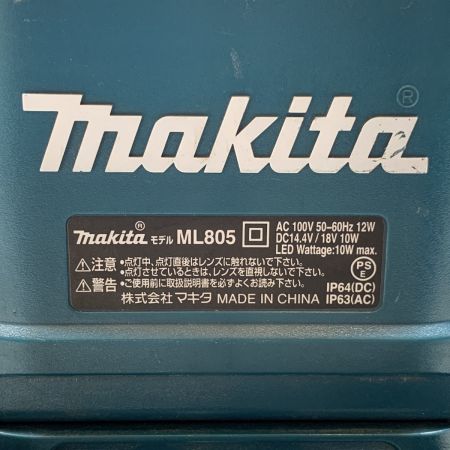 makita®
makita® モデル ML805 AC 100V 50-60Hz 12W
DC14.4V / 18V 10W
LED Wattage:10W max.
⚠注意 •点灯中、点灯直後はレンズに触れないで下さい。
•点灯させているときは、レンズを直視しないで下さい。
⚠警告 •ご使用前に取扱説明書を必ずよくお読み下さい。
PS
E
IP64(DC)
株式会社 マキタ MADE IN CHINA IP63(AC)